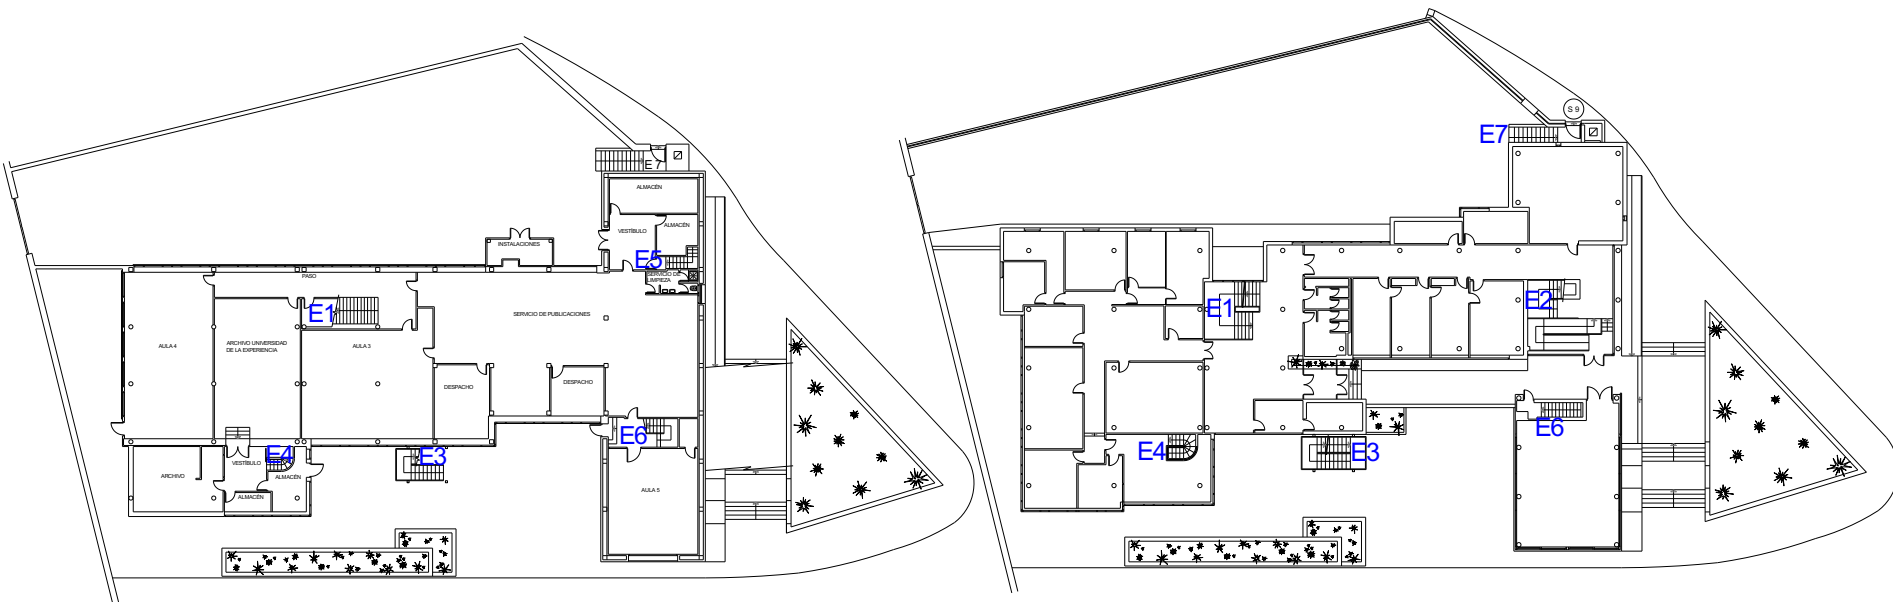 E 7
ALMACÉN
VESTÍBULO
ALMACÉN
INSTALACIONES
E5
SERVICIO DE
LIMPIEZA
PASO
E1
SERVICIO DE PUBLICACIONES
AULA 4
ARCHIVO UNIVERSIDAD
DE LA EXPERIENCIA
AULA 3
DESPACHO
DESPACHO
E6
E4
E3
VESTÍBULO
ARCHIVO
ALMACÉN
ALMACÉN
AULA 5
S 9
E7
E1
E2
E6
E4
E3